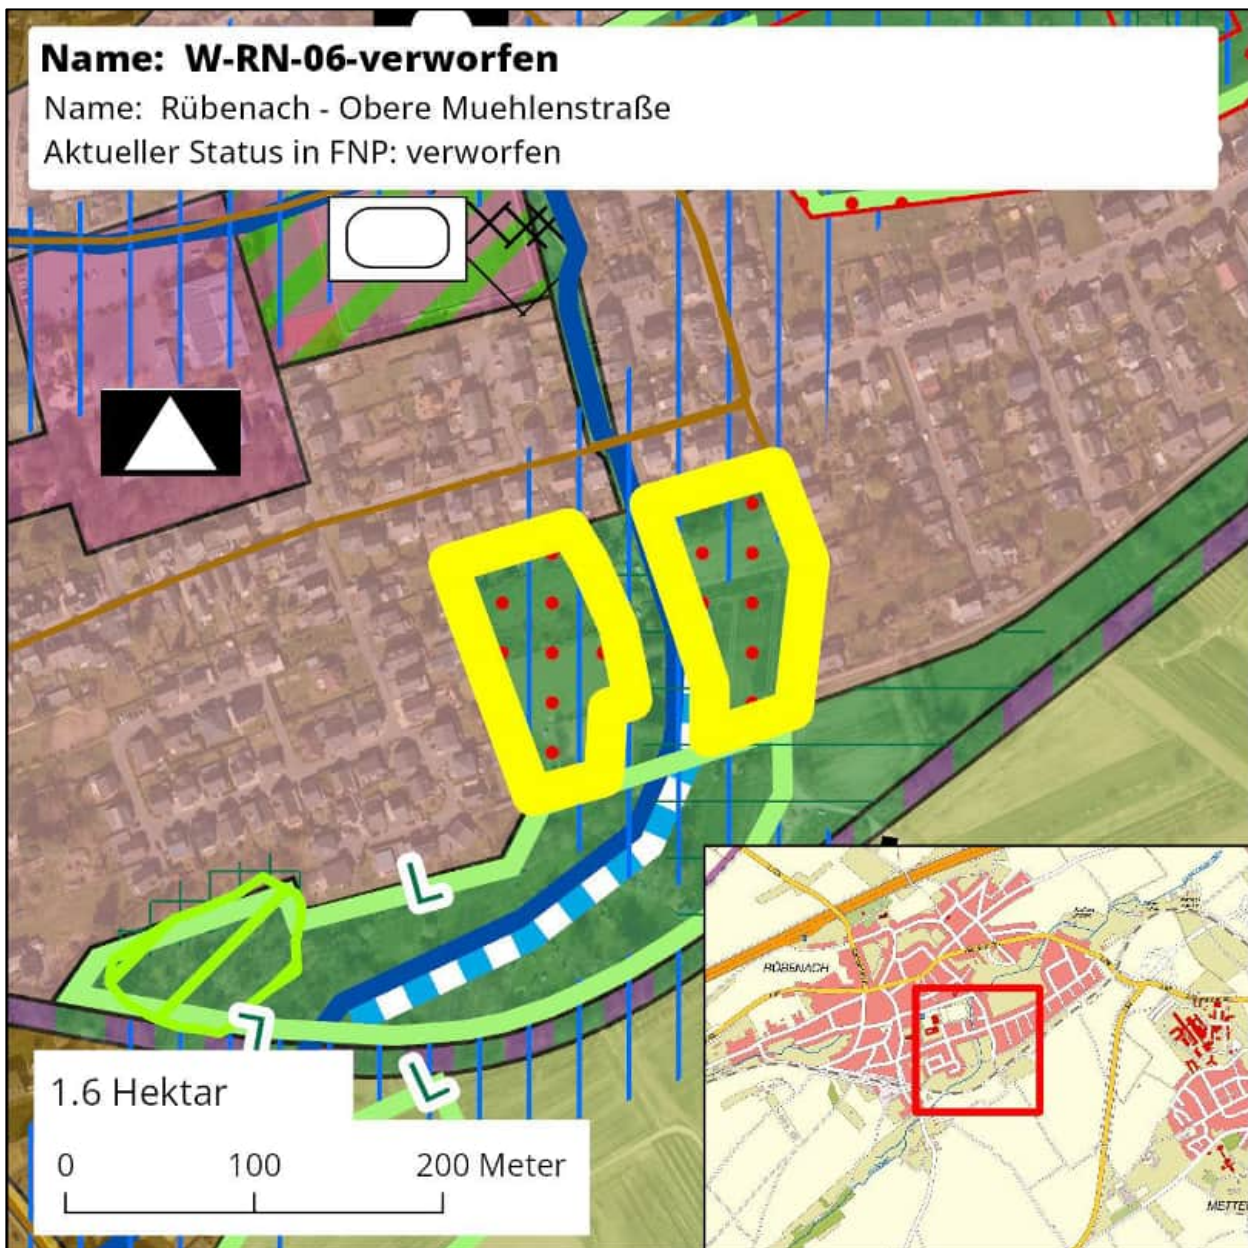 Name: W-RN-06-verworfen
Name: Rübenach - Obere Muehlenstraße
Aktueller Status in FNP: verworfen
L
L
L
1.6 Hektar
0 100 200 Meter
RÜBENACH
METTE